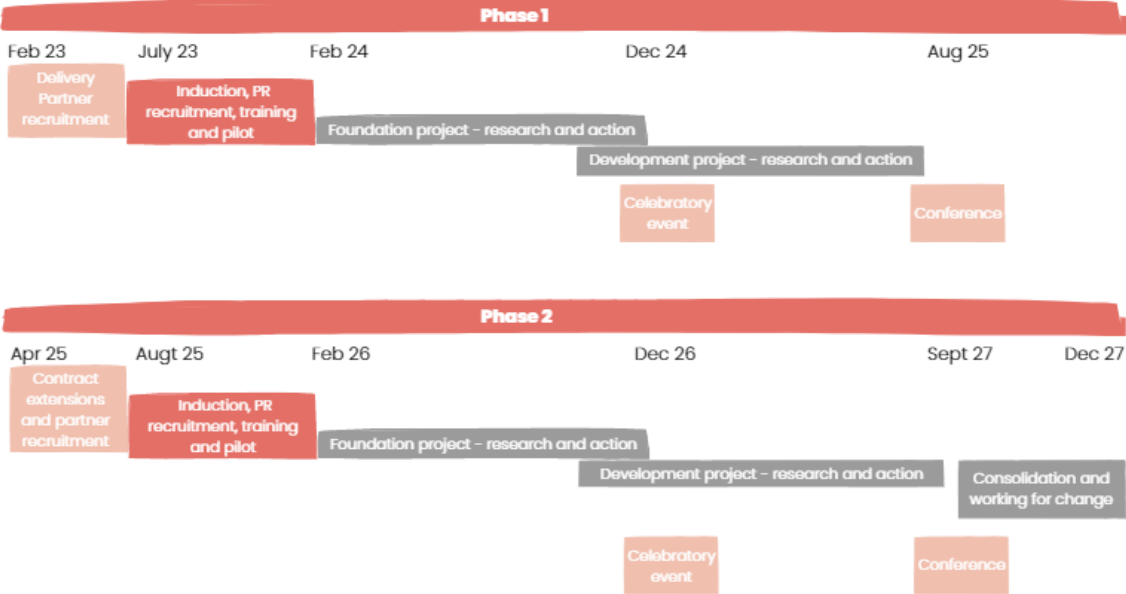 Phase 1
Feb 23 July 23 Feb 24 Dec 24 Aug 25
Delivery
Partner
recruitment
Induction, PR
recruitment, training
and pilot
Foundation project - research and action
Development project - research and action
Celebratory
event
Conference
Phase 2
Apr 25 Augt 25 Feb 26 Dec 26 Sept 27 Dec 27
Contract
extensions
and partner
recruitment
Induction, PR
recruitment, training
and pilot
Foundation project - research and action
Development project - research and action
Consolidation and
working for change
Celebratory
event
Conference